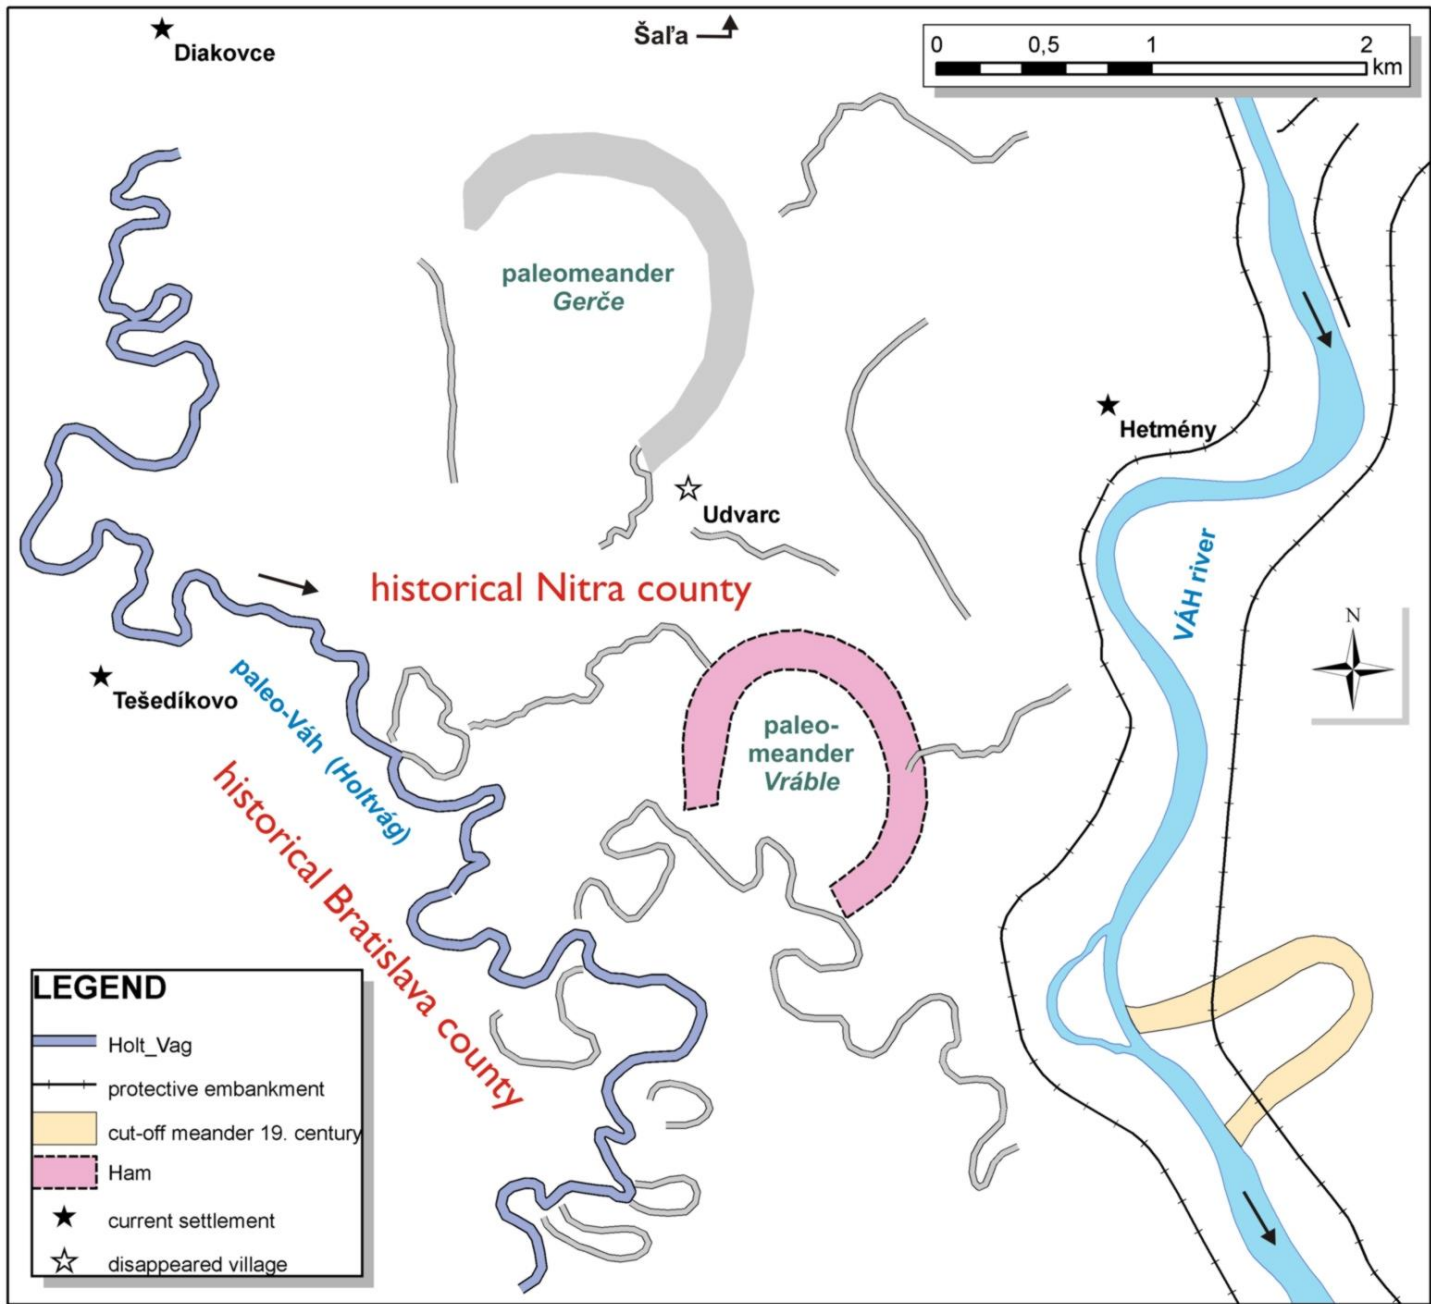 Diakovce
Šaľa
0 0,5 1 2
km
paleomeander
Gerče
Hetmény
Udvarc
historical Nitra county
VÁH river
N
Tešedíkovo
paleo-Váh (Holtvág)
paleo-
meander
Vráble
historical Bratislava county
LEGEND
Holt_Vag
protective embankment
cut-off meander 19. century
Ham
current settlement
disappeared village